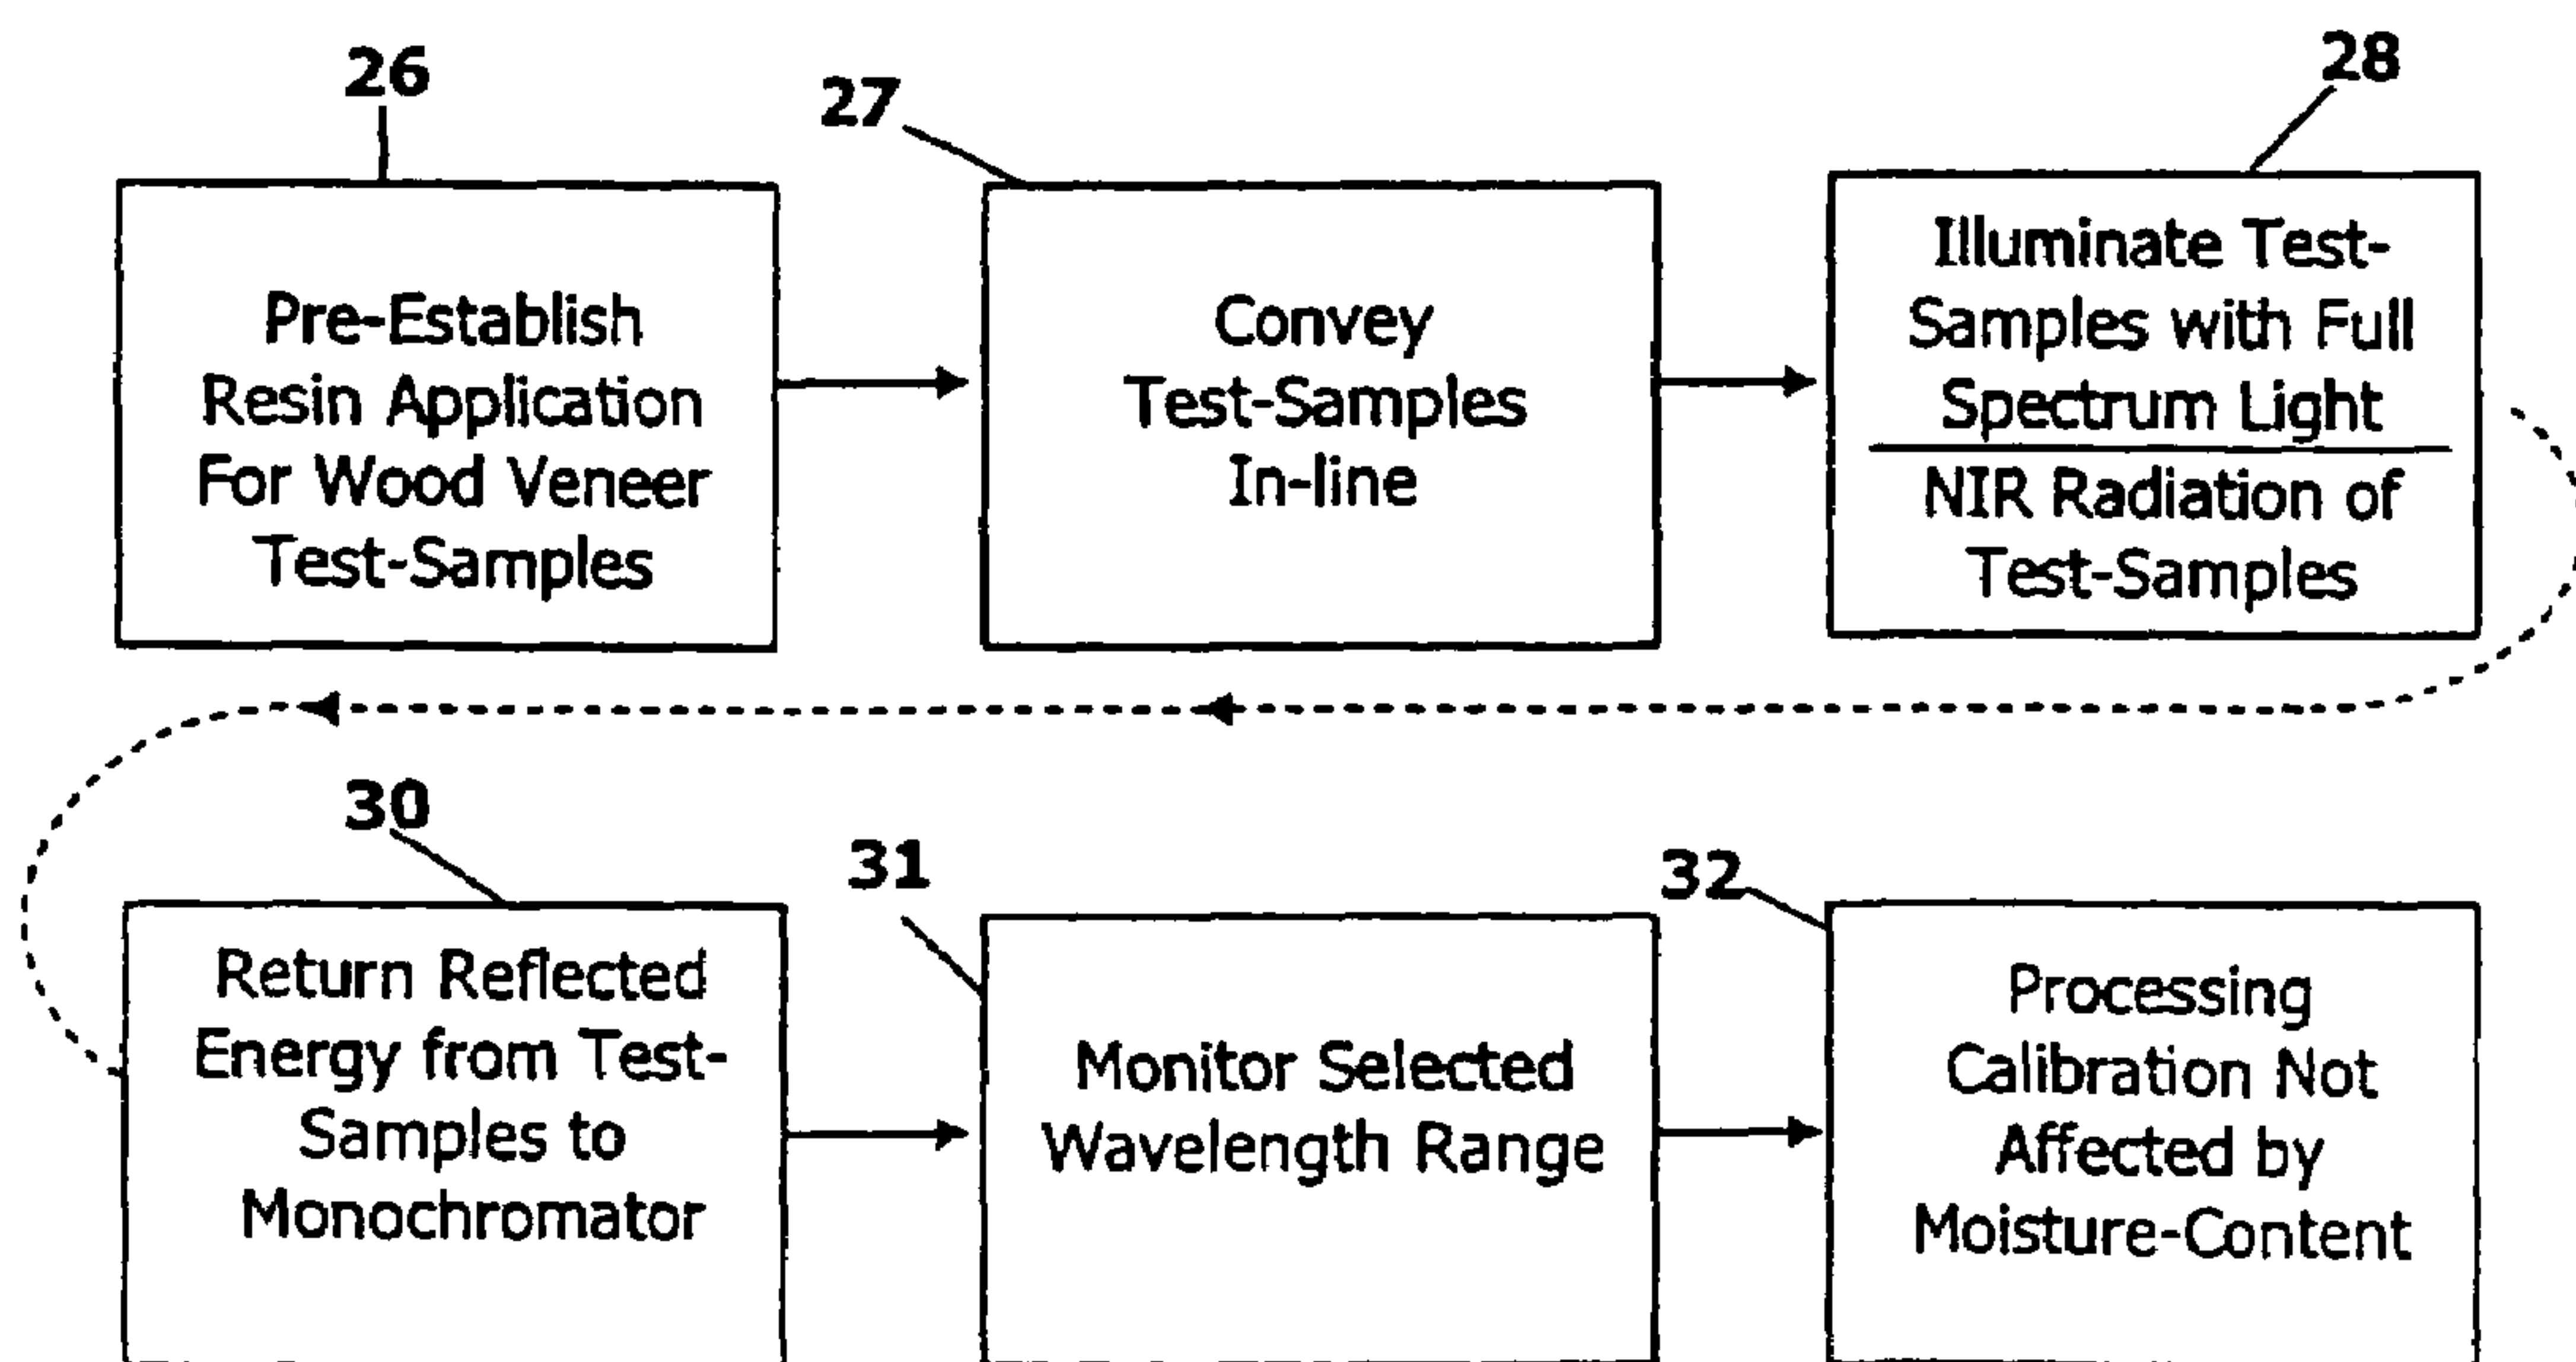 26
Pre-Establish
Resin Application
For Wood Veneer
Test-Samples
27
Convey
Test-Samples
In-line
28
Illuminate Test-
Samples with Full
Spectrum Light
NIR Radiation of
Test-Samples
30
Return Reflected
Energy from Test-
Samples to
Monochromator
31
Monitor Selected
Wavelength Range
32
Processing
Calibration Not
Affected by
Moisture-Content